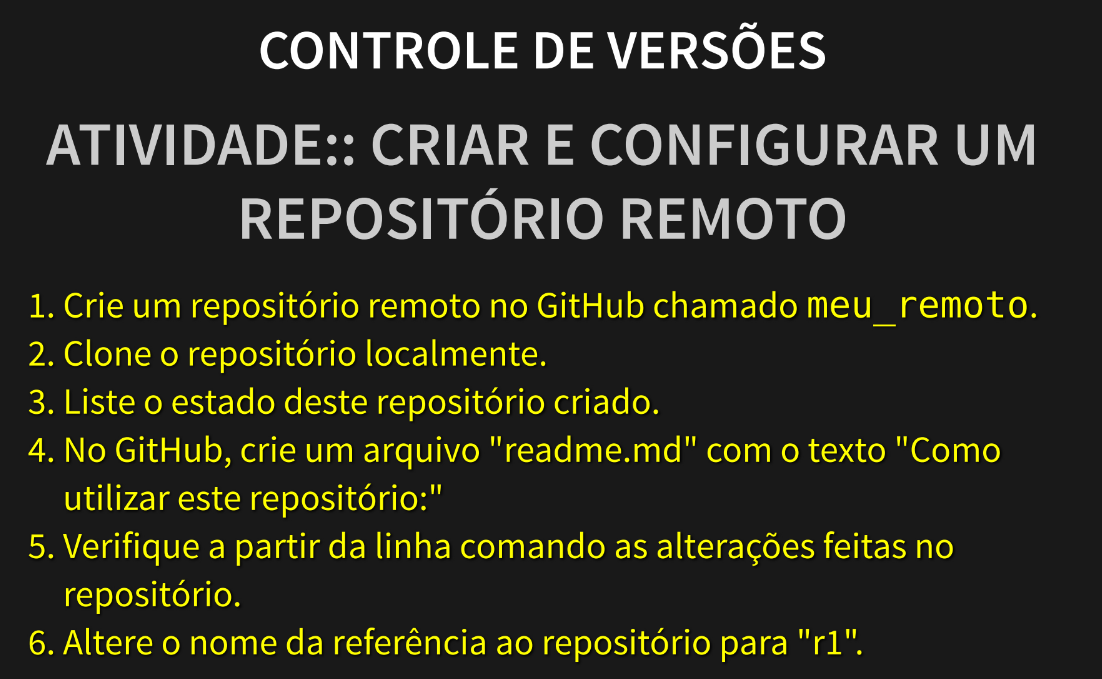 CONTROLE DE VERSÕES
ATIVIDADE:: CRIAR E CONFIGURAR UM
REPOSITÓRIO REMOTO
1. Crie um repositório remoto no GitHub chamado meu_remoto.
2. Clone o repositório localmente.
3. Liste o estado deste repositório criado.
4. No GitHub, crie um arquivo "readme.md" com o texto "Como
utilizar este repositório:"
5. Verifique a partir da linha comando as alterações feitas no
repositório.
6. Altere o nome da referência ao repositório para "r1".